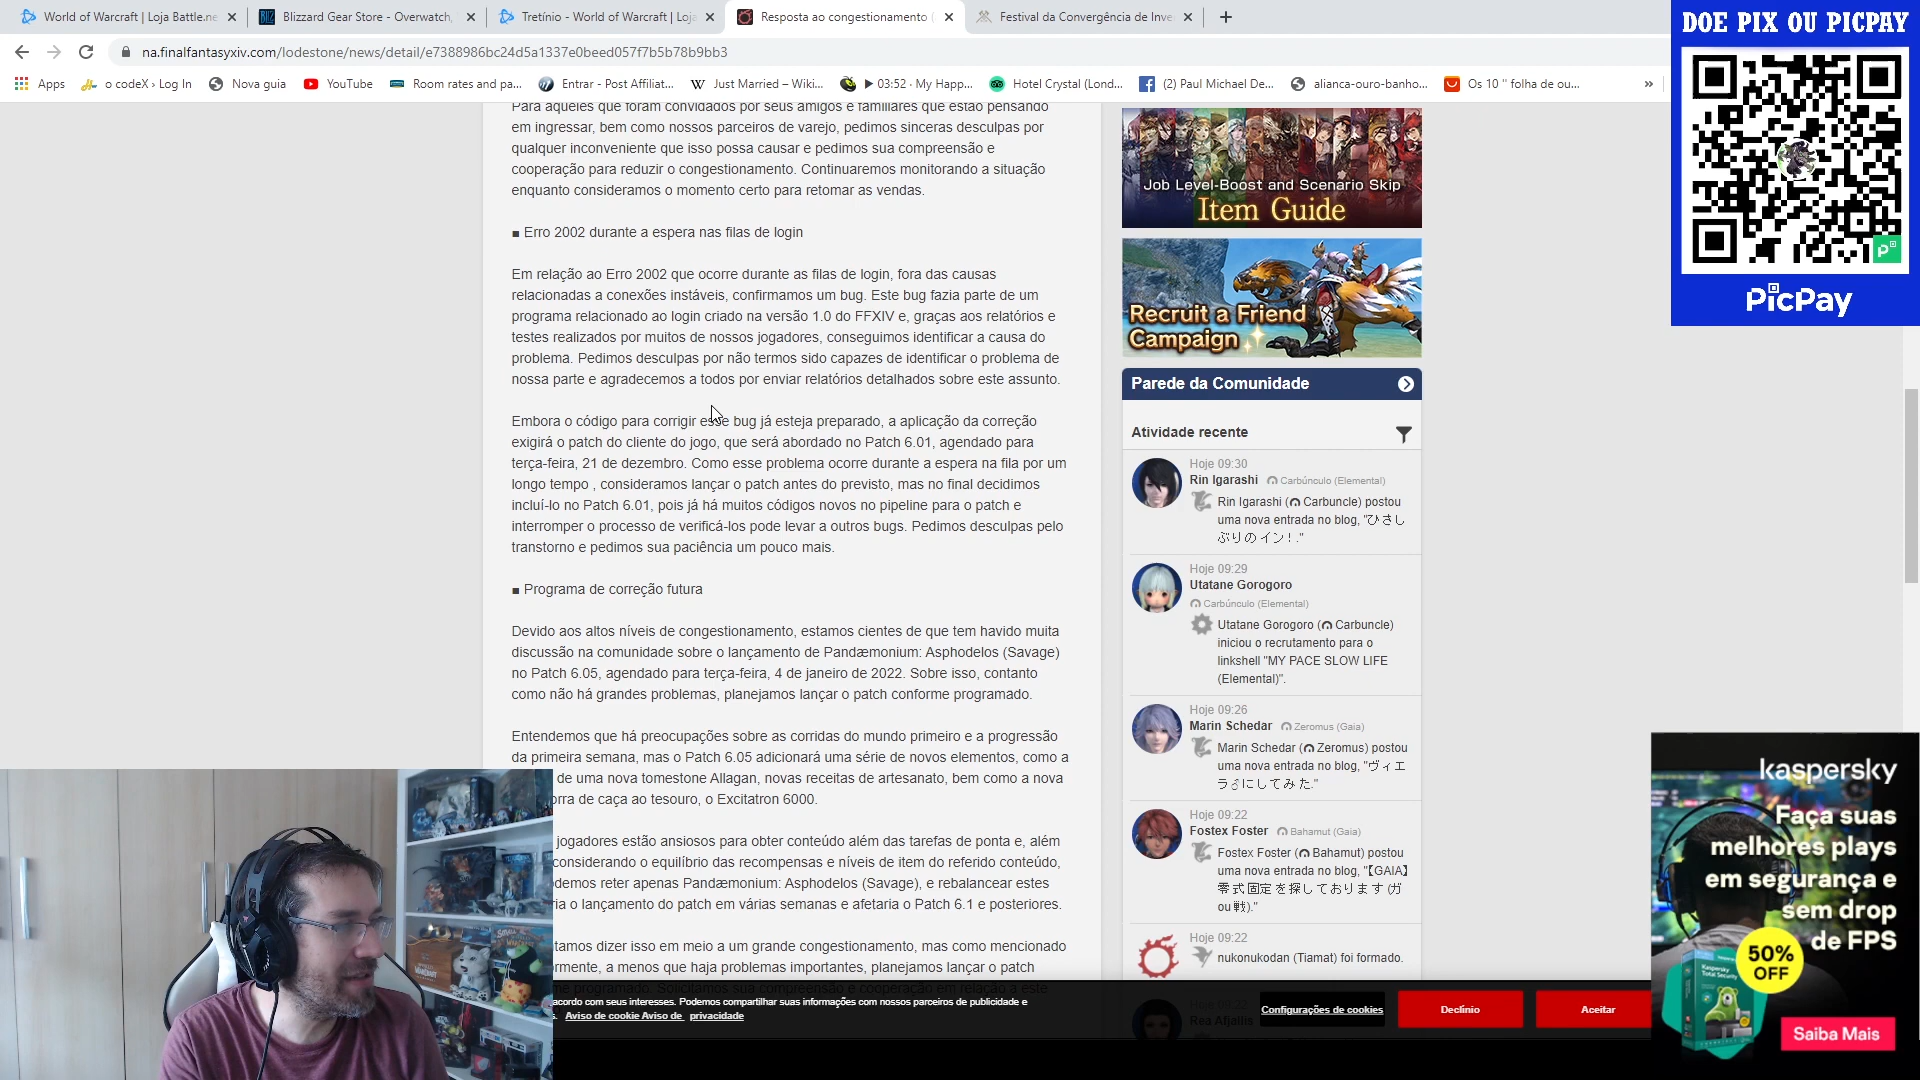 World of Warcraft | Loja Battle.ne
Blizzard Gear Store - Overwatch,
Tretínio - World of Warcraft | Loja
Resposta ao congestionamento (
Festival da Convergência de Inve
na.finalfantasyxiv.com/lodestone/news/detail/e7388986bc24d5a1337e0beed057f7b5b78b9bb3
Apps
o codeX › Log In
Nova guia
YouTube
Room rates and pa...
Entrar - Post Affiliat...
Just Married – Wiki...
▶ 03:52 · My Happ...
Hotel Crystal (Lond...
(2) Paul Michael De...
alianca-ouro-banho...
Os 10 " folha de ou...
»
Para aqueles que foram convidados por seus amigos e familiares que estão pensando
em ingressar, bem como nossos parceiros de varejo, pedimos sinceras desculpas por
qualquer inconveniente que isso possa causar e pedimos sua compreensão e
cooperação para reduzir o congestionamento. Continuaremos monitorando a situação
enquanto consideramos o momento certo para retomar as vendas.
■ Erro 2002 durante a espera nas filas de login
Em relação ao Erro 2002 que ocorre durante as filas de login, fora das causas
relacionadas a conexões instáveis, confirmamos um bug. Este bug fazia parte de um
programa relacionado ao login criado na versão 1.0 do FFXIV e, graças aos relatórios e
testes realizados por muitos de nossos jogadores, conseguimos identificar a causa do
problema. Pedimos desculpas por não termos sido capazes de identificar o problema de
nossa parte e agradecemos a todos por enviar relatórios detalhados sobre este assunto.
Embora o código para corrigir esse bug já esteja preparado, a aplicação da correção
exigirá o patch do cliente do jogo, que será abordado no Patch 6.01, agendado para
terça-feira, 21 de dezembro. Como esse problema ocorre durante a espera na fila por um
longo tempo , consideramos lançar o patch antes do previsto, mas no final decidimos
incluí-lo no Patch 6.01, pois já há muitos códigos novos no pipeline para o patch e
interromper o processo de verificá-los pode levar a outros bugs. Pedimos desculpas pelo
transtorno e pedimos sua paciência um pouco mais.
■ Programa de correção futura
Devido aos altos níveis de congestionamento, estamos cientes de que tem havido muita
discussão na comunidade sobre o lançamento de Pandæmonium: Asphodelos (Savage)
no Patch 6.05, agendado para terça-feira, 4 de janeiro de 2022. Sobre isso, contanto
como não há grandes problemas, planejamos lançar o patch conforme programado.
Entendemos que há preocupações sobre as corridas do mundo primeiro e a progressão
da primeira semana, mas o Patch 6.05 adicionará uma série de novos elementos, como a
de uma nova tomestone Allagan, novas receitas de artesanato, bem como a nova
orra de caça ao tesouro, o Excitatron 6000.
jogadores estão ansiosos para obter conteúdo além das tarefas de ponta e, além
considerando o equilíbrio das recompensas e níveis de item do referido conteúdo,
demos reter apenas Pandæmonium: Asphodelos (Savage), e rebalancear estes
ria o lançamento do patch em várias semanas e afetaria o Patch 6.1 e posteriores.
tamos dizer isso em meio a um grande congestionamento, mas como mencionado
ormente, a menos que haja problemas importantes, planejamos lançar o patch
me programado. Solicitamos sua compreensão e cooperação em relação a este
acordo com seus interesses. Podemos compartilhar suas informações com nossos parceiros de publicidade e
s. Aviso de cookie Aviso de privacidade
Configurações de cookies
Declínio
Aceitar
Job Level-Boost and Scenario Skip
Item Guide
Recruit a Friend
Campaign
Parede da Comunidade
Atividade recente
Hoje 09:30
Rin Igarashi Carbúnculo (Elemental)
Rin Igarashi (Carbuncle) postou
uma nova entrada no blog, "ひさし
ぶりのイン！."
Hoje 09:29
Utatane Gorogoro
Carbúnculo (Elemental)
Utatane Gorogoro (Carbuncle)
iniciou o recrutamento para o
linkshell "MY PACE SLOW LIFE
(Elemental)".
Hoje 09:26
Marin Schedar Zeromus (Gaia)
Marin Schedar (Zeromus) postou
uma nova entrada no blog, "ヴィエ
ラ♂にしてみた."
Hoje 09:22
Fostex Foster Bahamut (Gaia)
Fostex Foster (Bahamut) postou
uma nova entrada no blog, "【GAIA】
零式固定を探しております (ガ
ou 戦)."
Hoje 09:22
nukonukodan (Tiamat) foi formado.
Hoje 09:22
Rea Afjallis
DOE PIX OU PICPAY
PicPay
kaspersky
Faça suas
melhores plays
em segurança e
sem drop
de FPS
50%
OFF
Saiba Mais